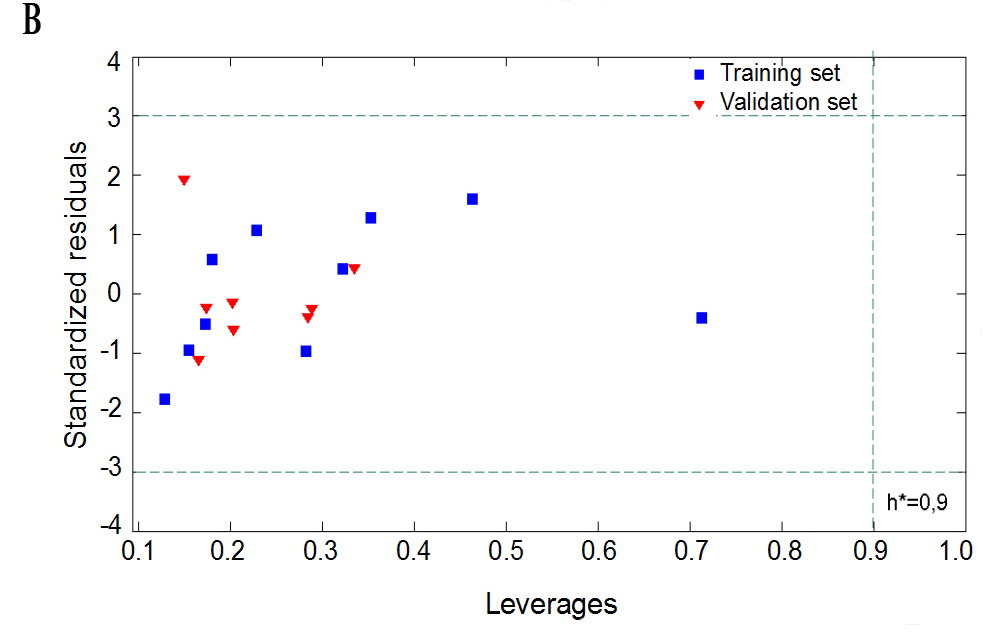 B
4
3
2
1
0
-1
-2
-3
-4
Standardized residuals
Training set
Validation set
h*=0,9
0.1 0.2 0.3 0.4 0.5 0.6 0.7 0.8 0.9 1.0
Leverages